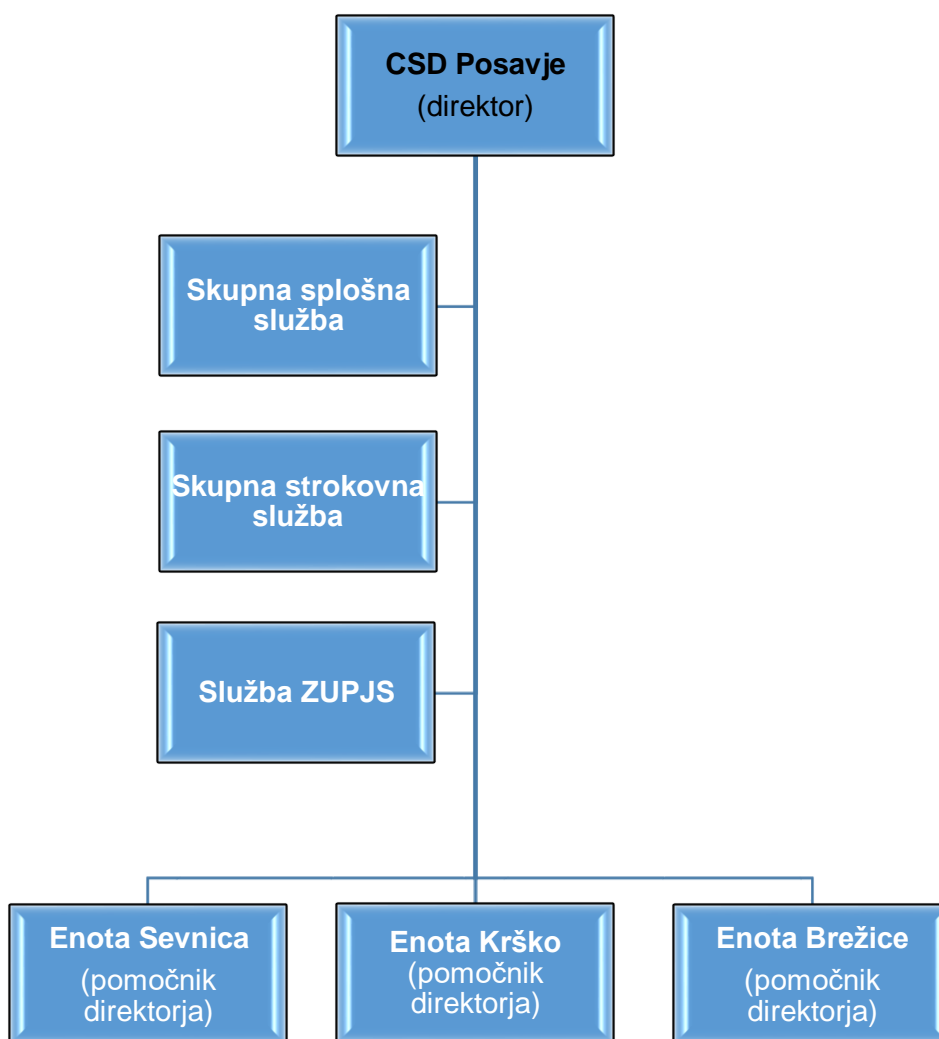 CSD Posavje
(direktor)
Skupna splošna
služba
Skupna strokovna
služba
Služba ZUPJS
Enota Sevnica
(pomočnik
direktorja)
Enota Krško
(pomočnik
direktorja)
Enota Brežice
(pomočnik
direktorja)